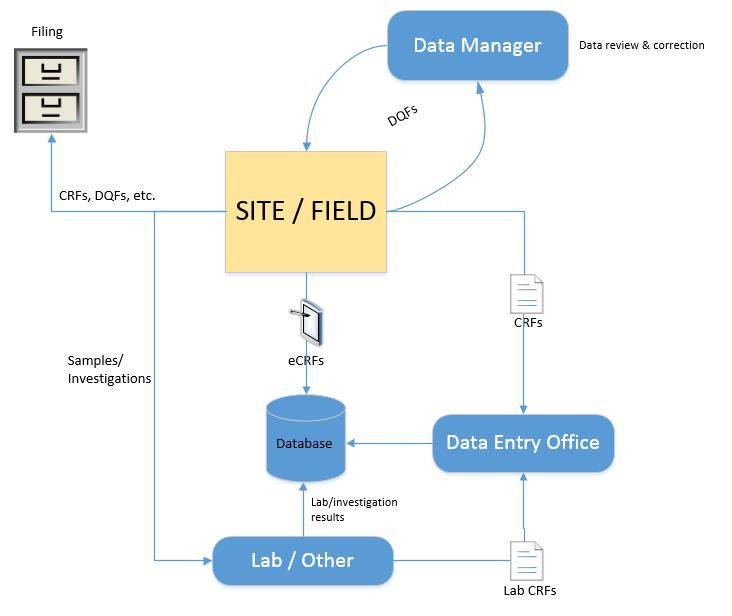 Filing
Data Manager
Data review & correction
DQFs
CRFs, DQFs, etc.
SITE / FIELD
CRFs
eCRFs
Samples/
Investigations
Database
Data Entry Office
Lab/investigation
results
Lab / Other
Lab CRFs